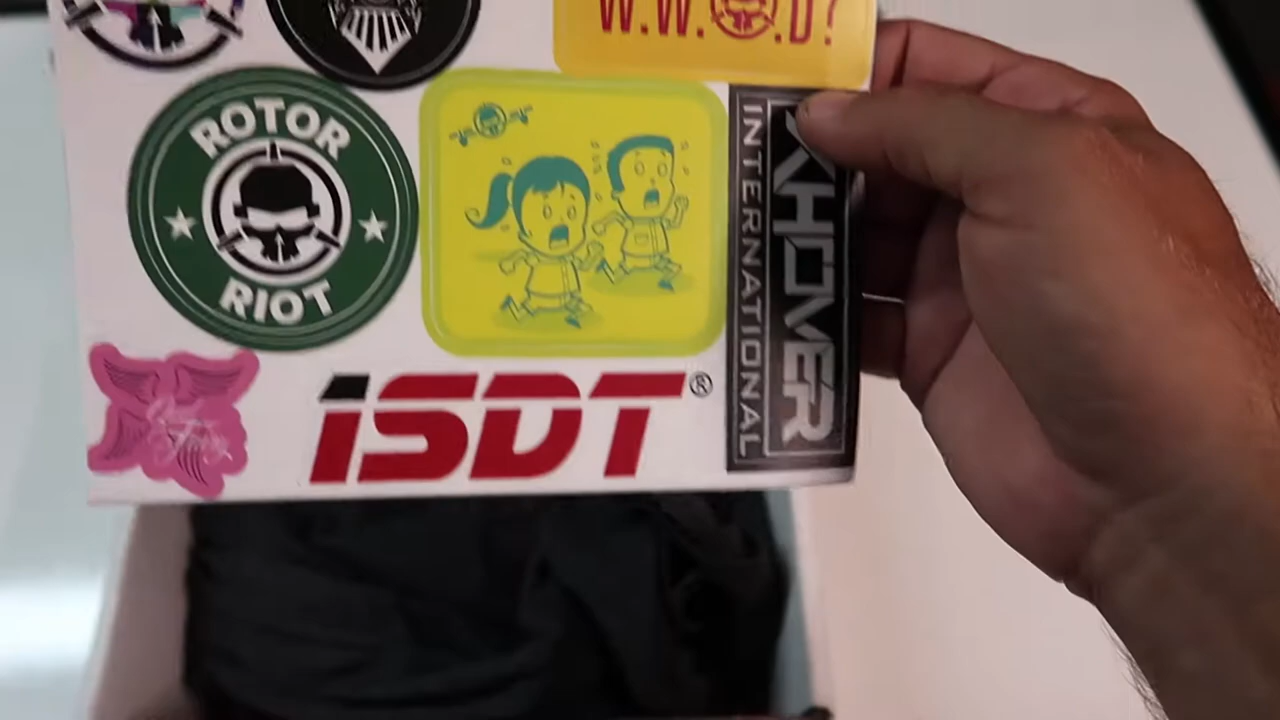 W.W. .D?
ROTOR
RIOT
INTERNATIONAL
XHOVER
iSDT®